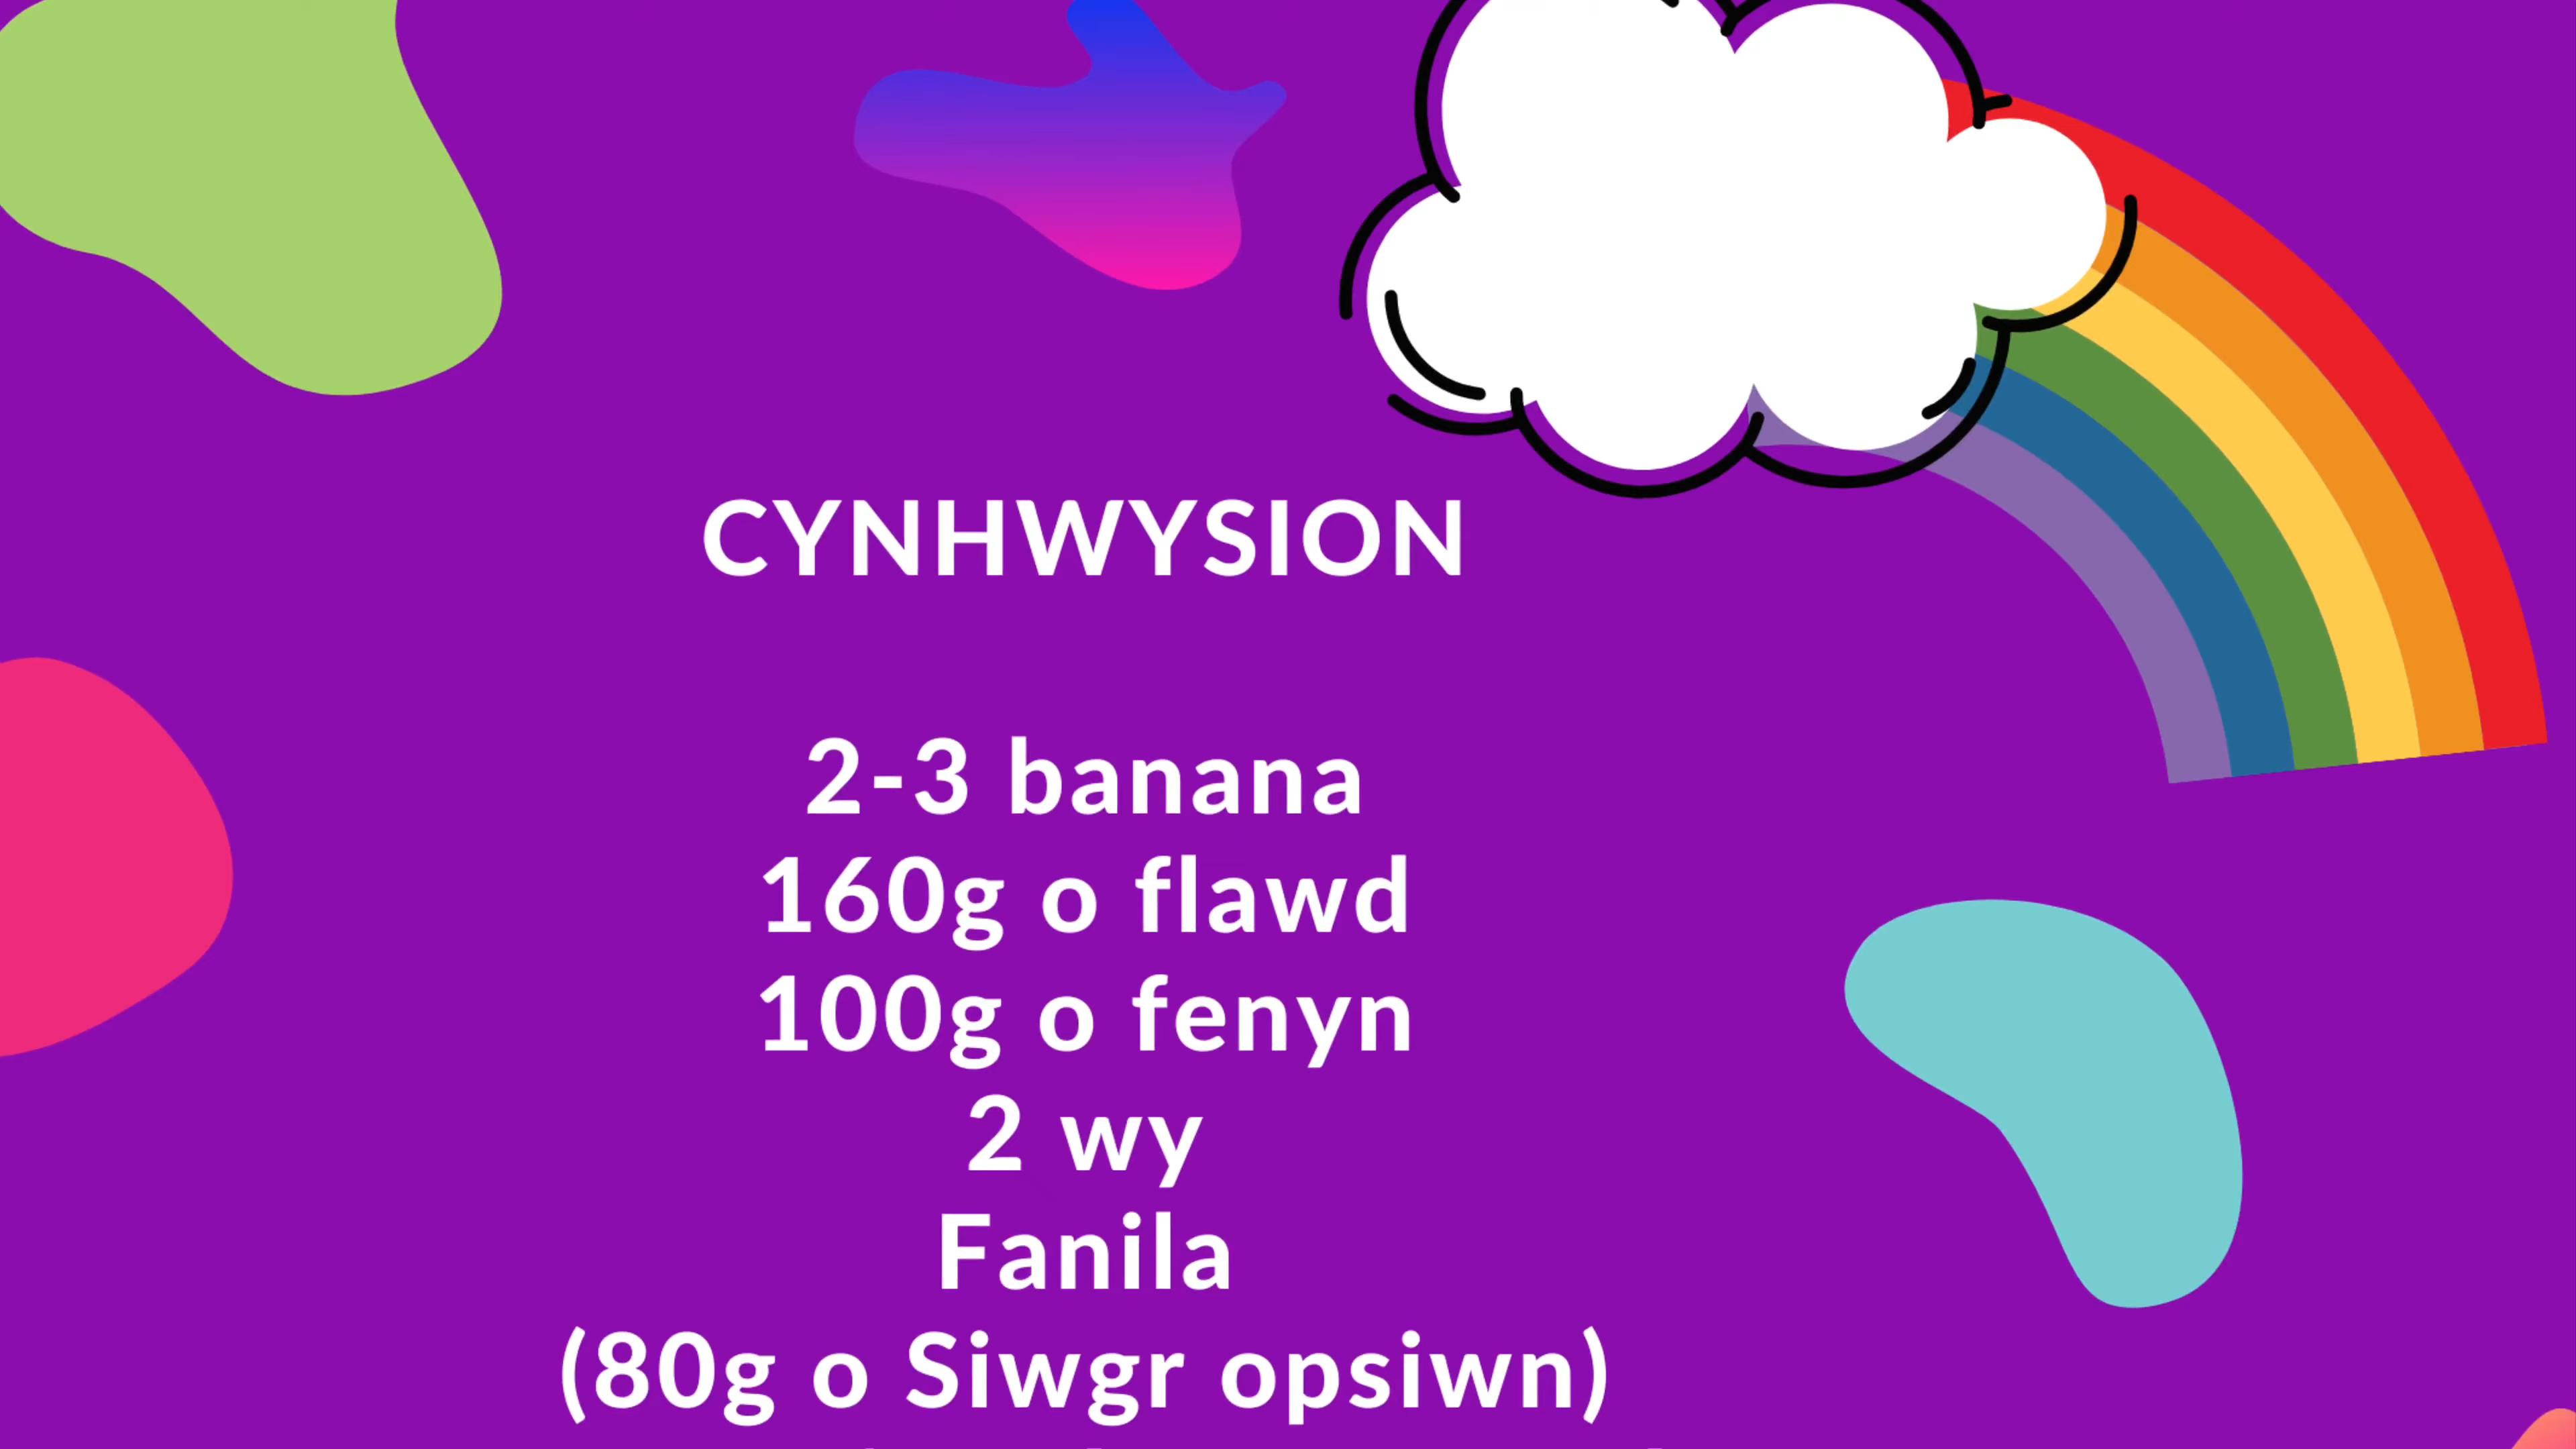 CYNHWYSION
2-3 banana
160g o flawd
100g o fenyn
2 wy
Fanila
(80g o Siwgr opsiwn)